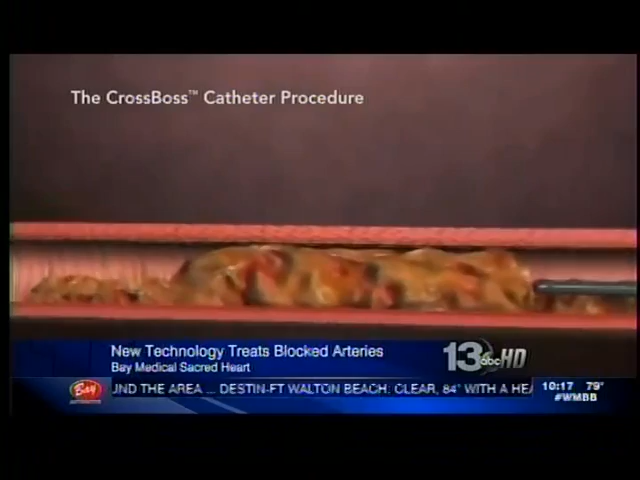 The CrossBoss™ Catheter Procedure
New Technology Treats Blocked Arteries
Bay Medical Sacred Heart
13 abc HD
Bay
UND THE AREA ... DESTIN-FT WALTON BEACH: CLEAR, 84° WITH A HEA
10:17 79°
#WMBB